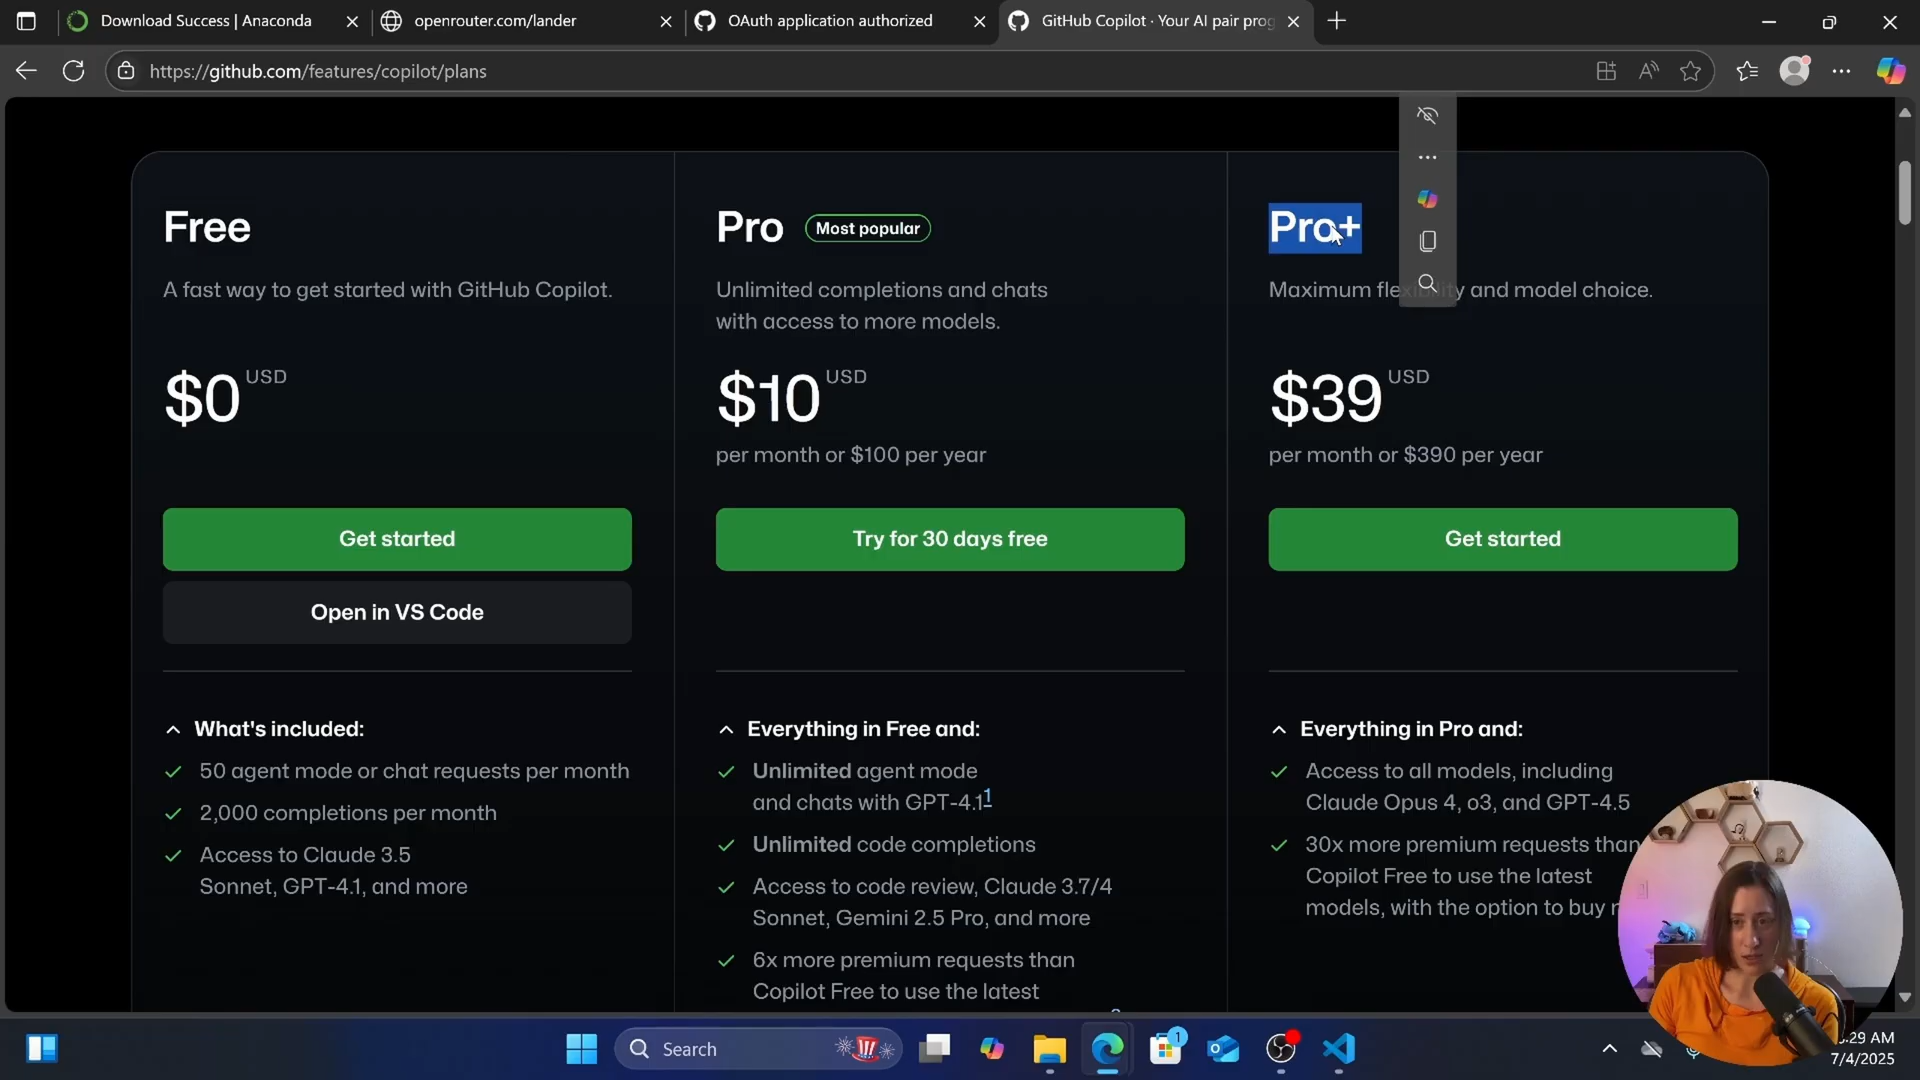 Download Success | Anaconda
openrouter.com/lander
OAuth application authorized
GitHub Copilot · Your AI pair prog
https://github.com/features/copilot/plans
Free
A fast way to get started with GitHub Copilot.
$0 USD
Get started
Open in VS Code
What's included:
50 agent mode or chat requests per month
2,000 completions per month
Access to Claude 3.5
Sonnet, GPT-4.1, and more
Pro Most popular
Unlimited completions and chats
with access to more models.
$10 USD
per month or $100 per year
Try for 30 days free
Everything in Free and:
Unlimited agent mode
and chats with GPT-4.1 1
Unlimited code completions
Access to code review, Claude 3.7/4
Sonnet, Gemini 2.5 Pro, and more
6x more premium requests than
Copilot Free to use the latest
Pro+
Maximum flexibility and model choice.
$39 USD
per month or $390 per year
Get started
Everything in Pro and:
Access to all models, including
Claude Opus 4, o3, and GPT-4.5
30x more premium requests than
Copilot Free to use the latest
models, with the option to buy
Search
1
:29 AM
7/4/2025